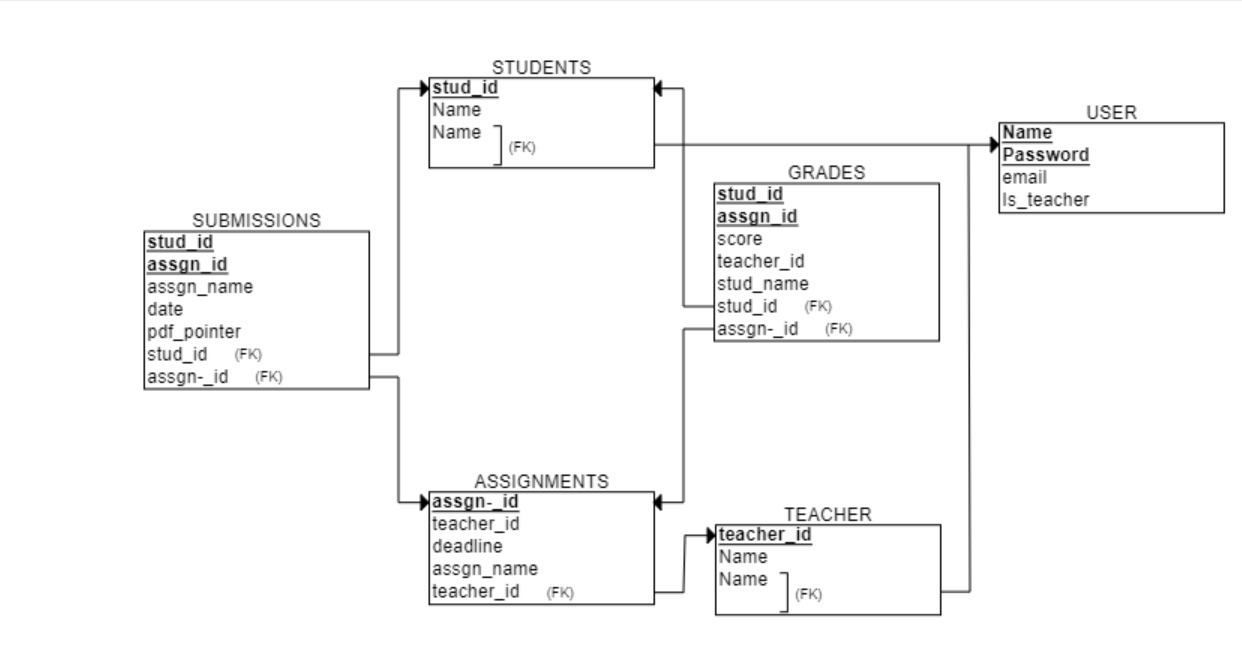 STUDENTS
stud_id
Name
Name
(FK)
USER
Name
Password
email
Is_teacher
GRADES
stud_id
assgn_id
score
teacher_id
stud_name
stud_id (FK)
assgn-_id (FK)
SUBMISSIONS
stud_id
assgn_id
assgn_name
date
pdf_pointer
stud_id (FK)
assgn-_id (FK)
ASSIGNMENTS
assgn-_id
teacher_id
deadline
assgn_name
teacher_id (FK)
TEACHER
teacher_id
Name
Name
(FK)